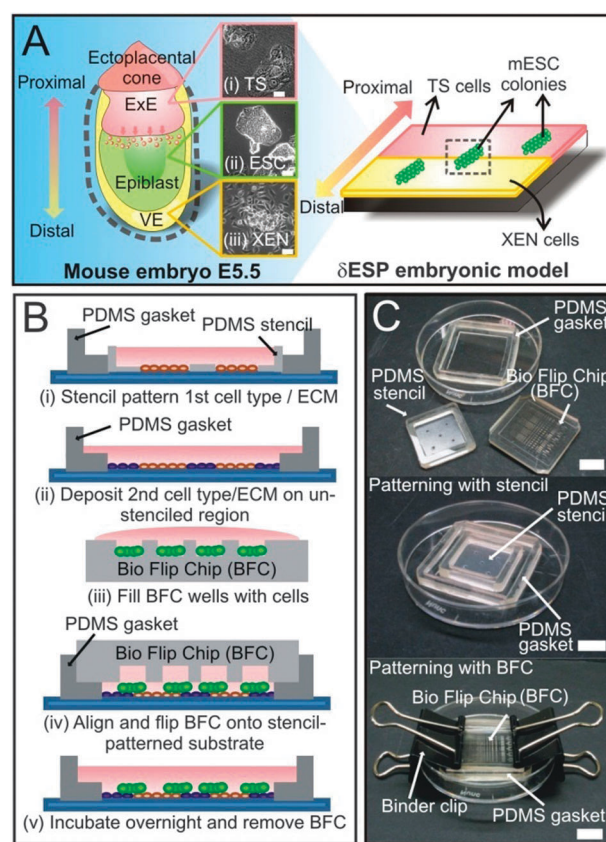 A
Ectoplacental
cone
Proximal
ExE
Epiblast
VE
Distal
(i) TS
(ii) ESC
(iii) XEN
Mouse embryo E5.5
Proximal
TS cells
mESC
colonies
Distal
XEN cells
δESP embryonic model
B
PDMS gasket
PDMS stencil
(i) Stencil pattern 1st cell type / ECM
PDMS gasket
(ii) Deposit 2nd cell type/ECM on un-
stenciled region
Bio Flip Chip (BFC)
(iii) Fill BFC wells with cells
PDMS gasket
Bio Flip Chip (BFC)
(iv) Align and flip BFC onto stencil-
patterned substrate
(v) Incubate overnight and remove BFC
C
PDMS
gasket
PDMS
stencil
Bio Flip Chip
(BFC)
Patterning with stencil
PDMS
stencil
PDMS
gasket
Patterning with BFC
Bio Flip Chip (BFC)
Binder clip
PDMS gasket